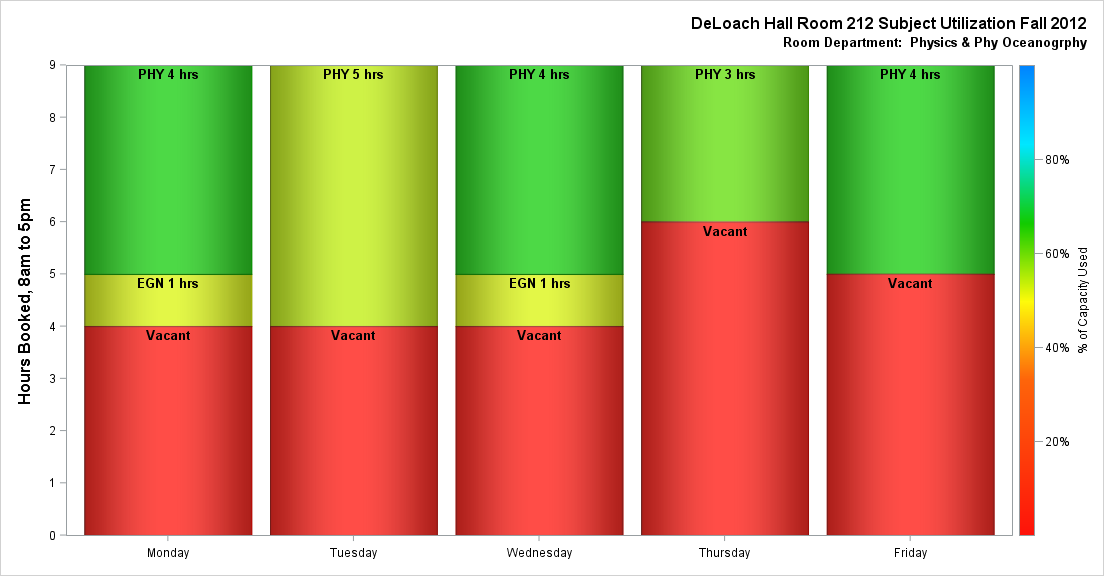 DeLoach Hall Room 212 Subject Utilization Fall 2012
Room Department:  Physics & Phy Oceanogrphy
Hours Booked, 8am to 5pm
9
8
7
6
5
4
3
2
1
0
PHY 4 hrs
EGN 1 hrs
Vacant
Monday
PHY 5 hrs
Vacant
Tuesday
PHY 4 hrs
EGN 1 hrs
Vacant
Wednesday
PHY 3 hrs
Vacant
Thursday
PHY 4 hrs
Vacant
Friday
80%
60%
40%
20%
% of Capacity Used